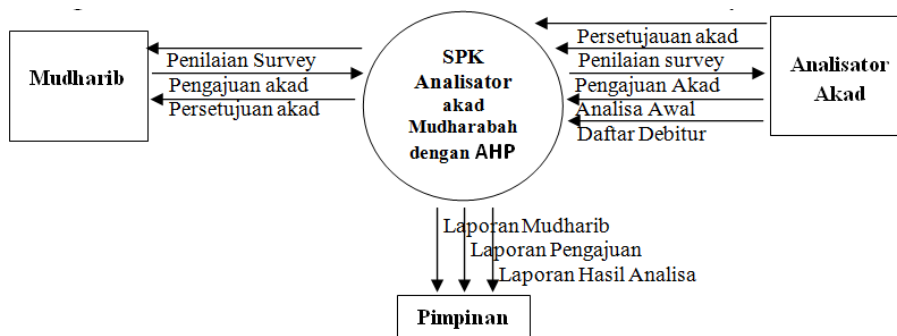 Mudharib
Penilaian Survey
Pengajuan akad
Persetujuan akad
SPK
Analisator
akad
Mudharabah
dengan AHP
Persetujauan akad
Penilaian survey
Pengajuan Akad
Analisa Awal
Daftar Debitur
Analisator
Akad
Laporan Mudharib
Laporan Pengajuan
Laporan Hasil Analisa
Pimpinan